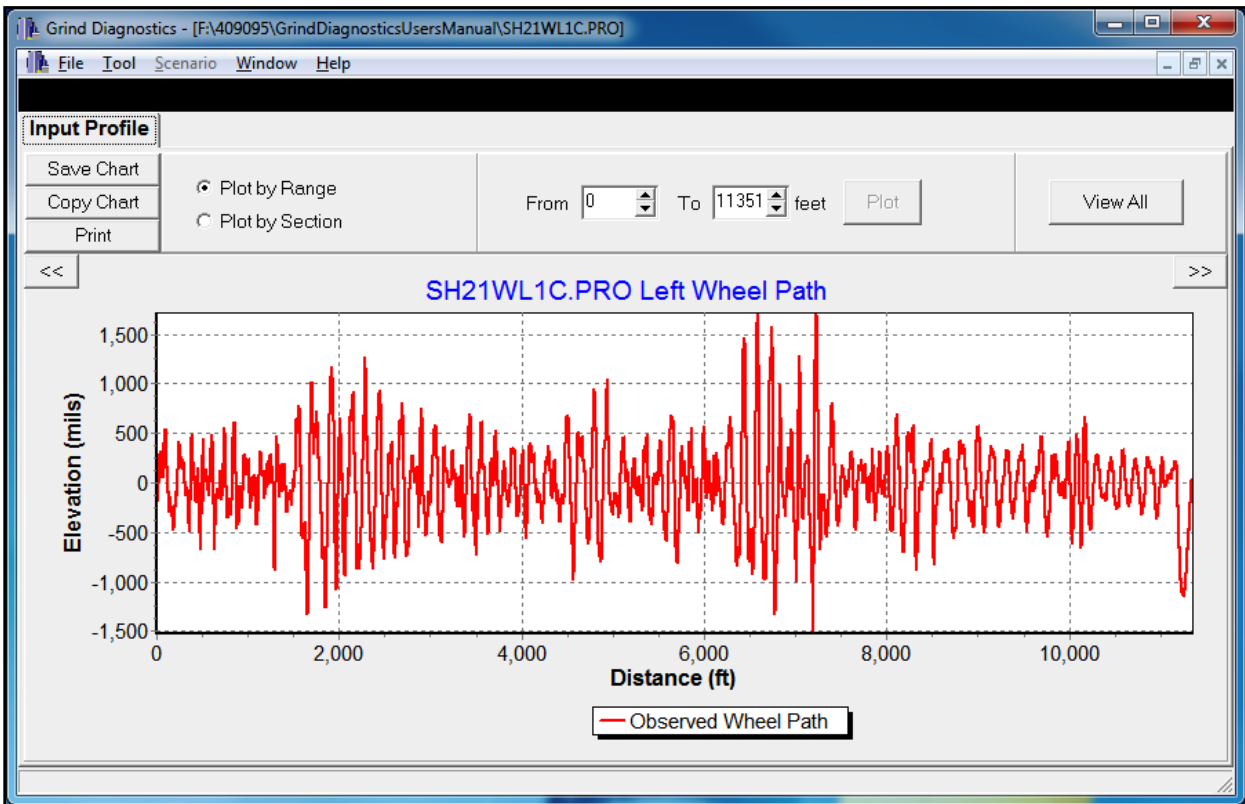 Grind Diagnostics - [F:\409095\GrindDiagnosticsUsersManual\SH21WL1C.PRO]
File Tool Scenario Window Help
Input Profile
Save Chart
Copy Chart
Print
Plot by Range
Plot by Section
From 0 To 11351 feet Plot
View All
<< >>
SH21WL1C.PRO Left Wheel Path
Elevation (mils)
1,500
1,000
500
0
-500
-1,000
-1,500
0 2,000 4,000 6,000 8,000 10,000
Distance (ft)
Observed Wheel Path